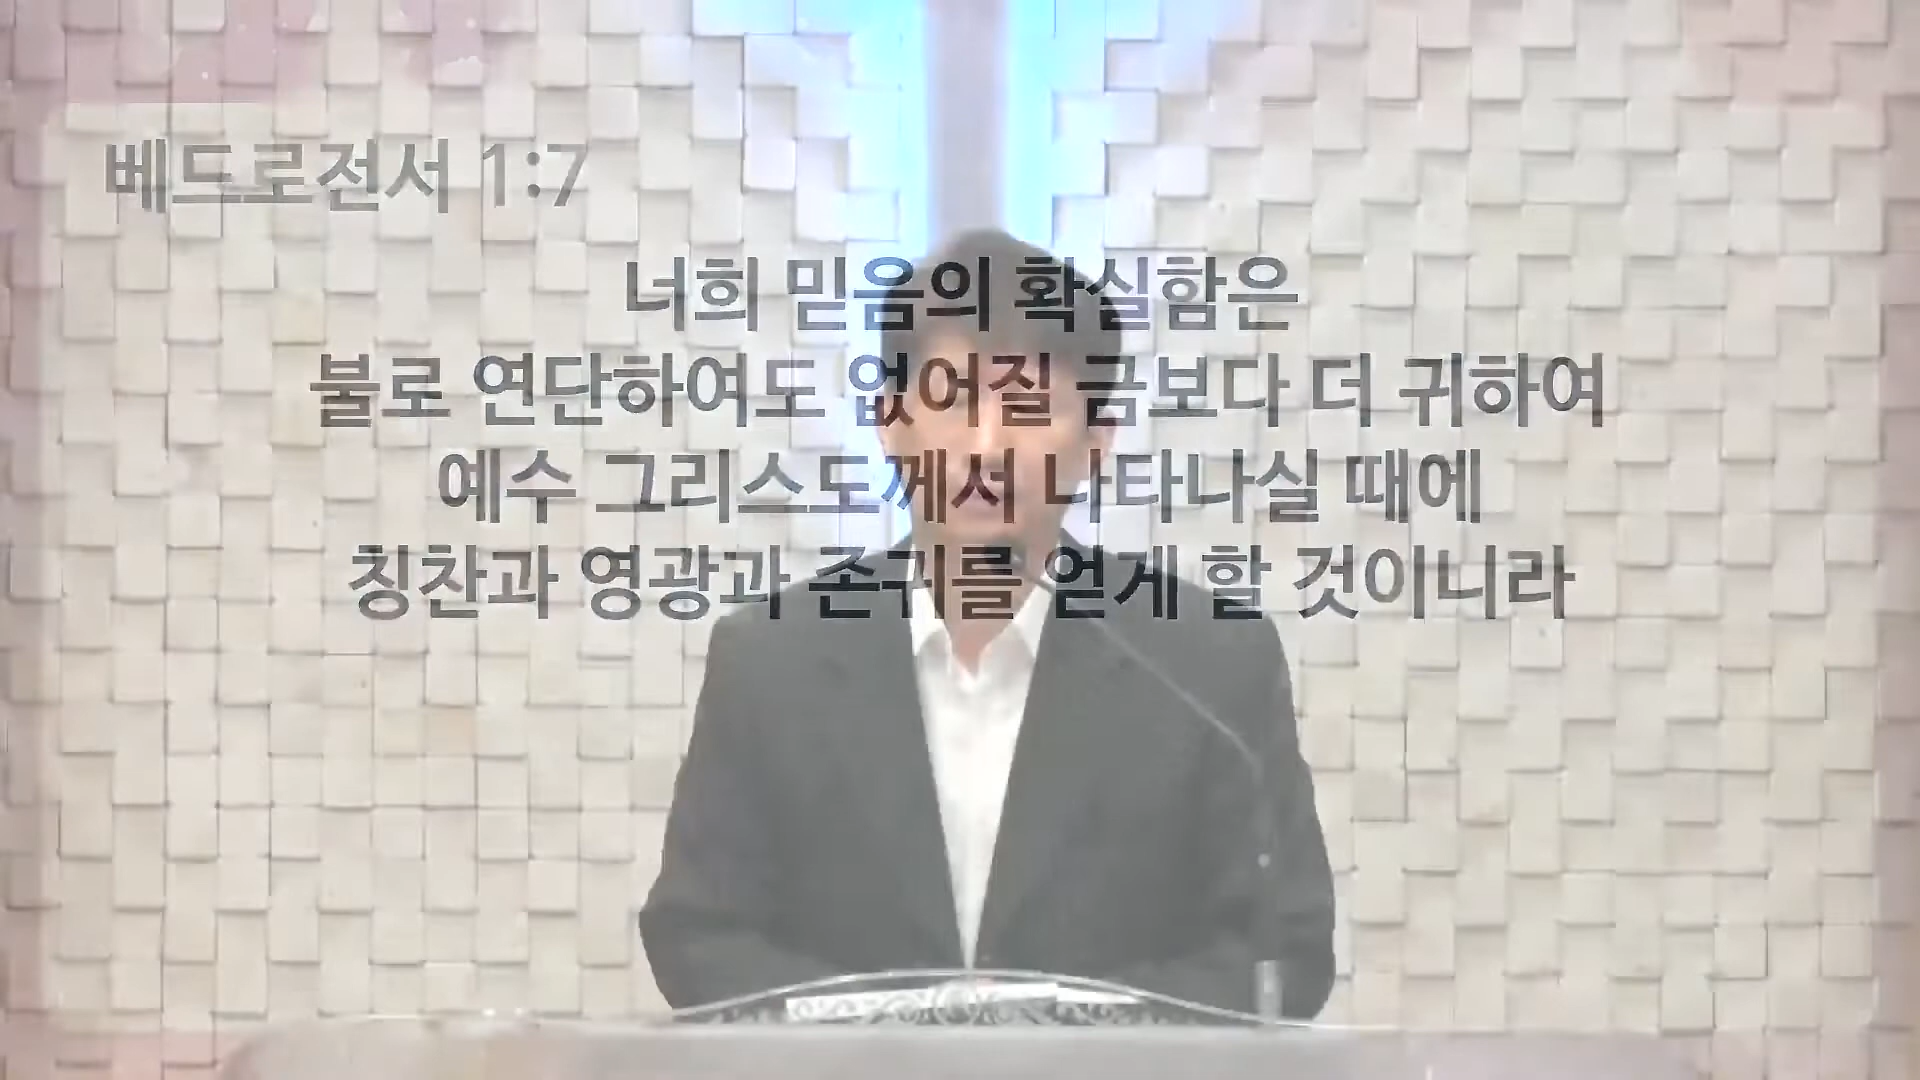 베드로전서 1:7
너희 믿음의 확실함은
불로 연단하여도 없어질 금보다 더 귀하여
예수 그리스도께서 나타나실 때에
칭찬과 영광과 존귀를 얻게 할 것이니라